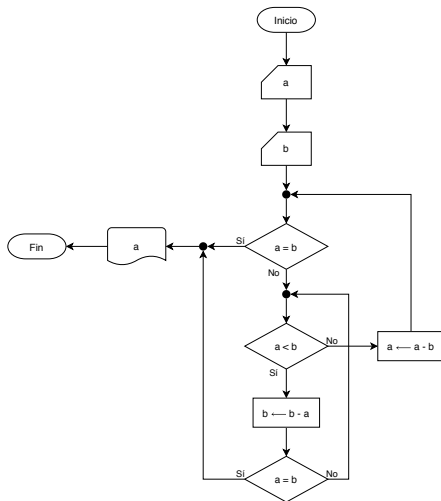 Inicio
a
b
a = b
Sí
No
a
Fin
a < b
No
Sí
a ⟵ a - b
b ⟵ b - a
a = b
Sí
No